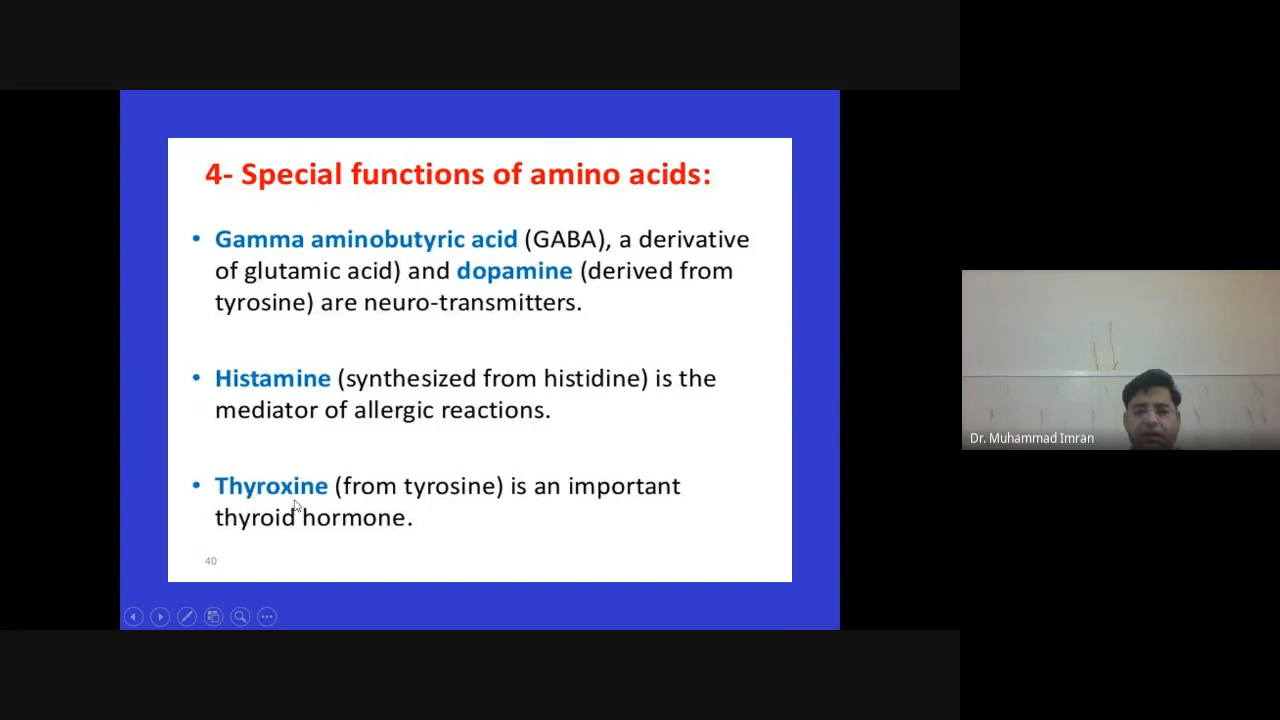 4- Special functions of amino acids:
• Gamma aminobutyric acid (GABA), a derivative
of glutamic acid) and dopamine (derived from
tyrosine) are neuro-transmitters.
• Histamine (synthesized from histidine) is the
mediator of allergic reactions.
• Thyroxine (from tyrosine) is an important
thyroid hormone.
40
Dr. Muhammad Imran